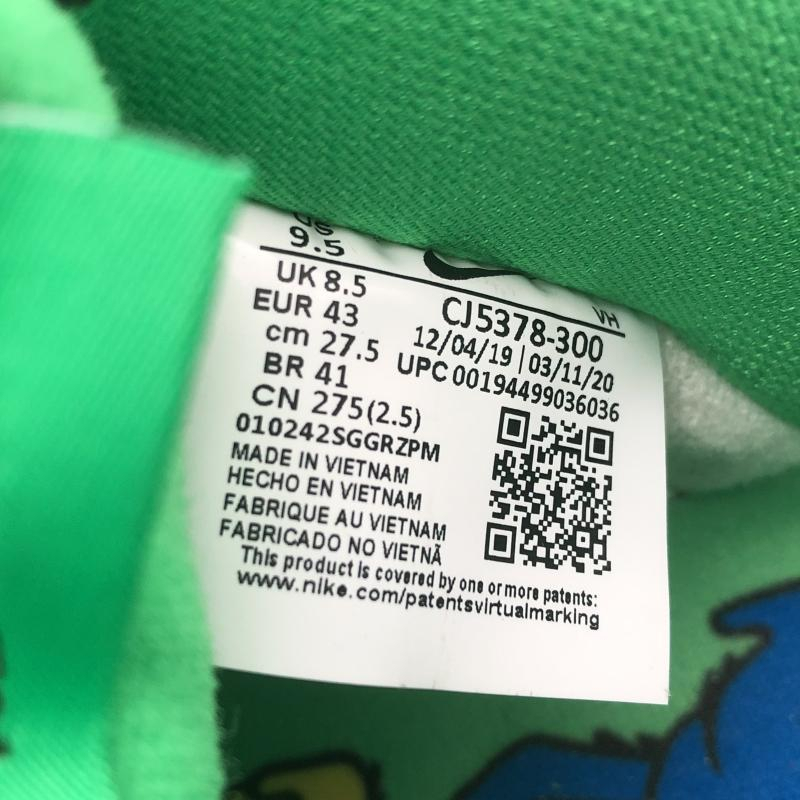 US
9.5
UK 8.5
EUR 43
cm 27.5
BR 41
CN 275(2.5)
010242SGGRZPM
VH
CJ5378-300
12/04/19 | 03/11/20
UPC 00194499036036
MADE IN VIETNAM
HECHO EN VIETNAM
FABRIQUE AU VIETNAM
FABRICADO NO VIETNÃ
This product is covered by one or more patents:
www.nike.com/patentsvirtualmarking